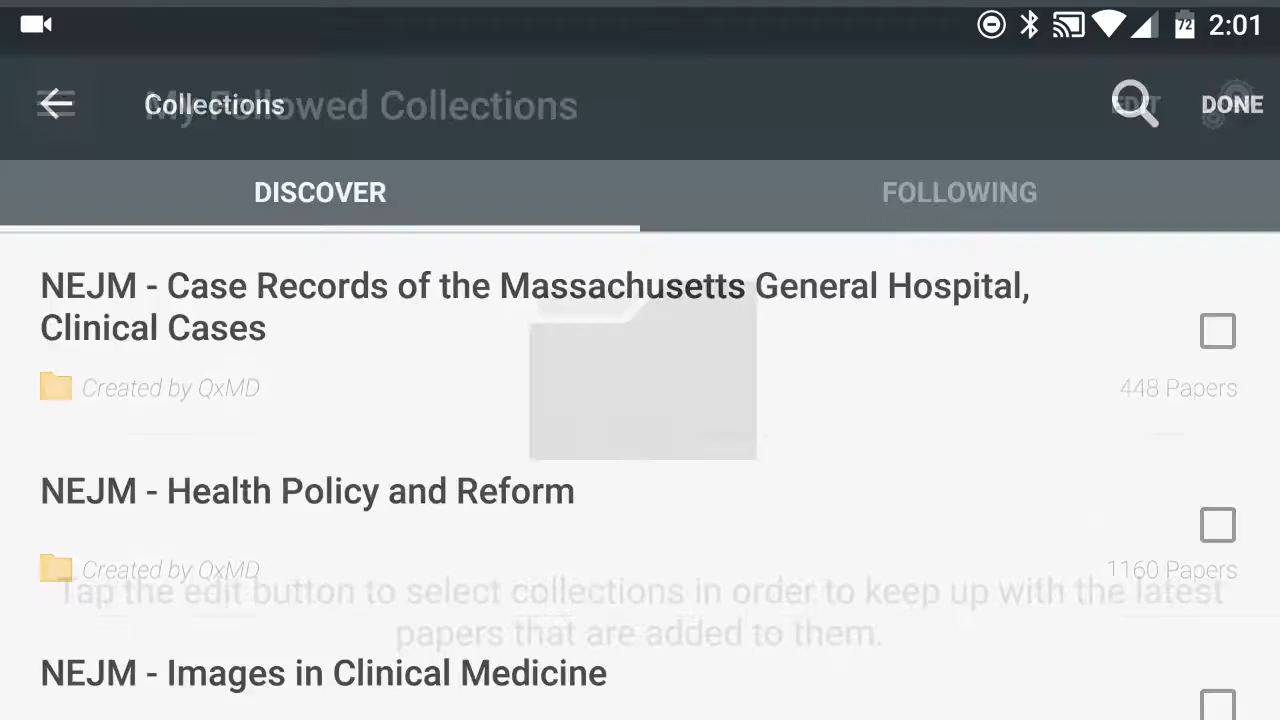 72 2:01
Collections
My Followed Collections
EDIT
DONE
DISCOVER
FOLLOWING
NEJM - Case Records of the Massachusetts General Hospital,
Clinical Cases
Created by QxMD
448 Papers
NEJM - Health Policy and Reform
Created by QxMD
1160 Papers
Tap the edit button to select collections in order to keep up with the latest
papers that are added to them.
NEJM - Images in Clinical Medicine